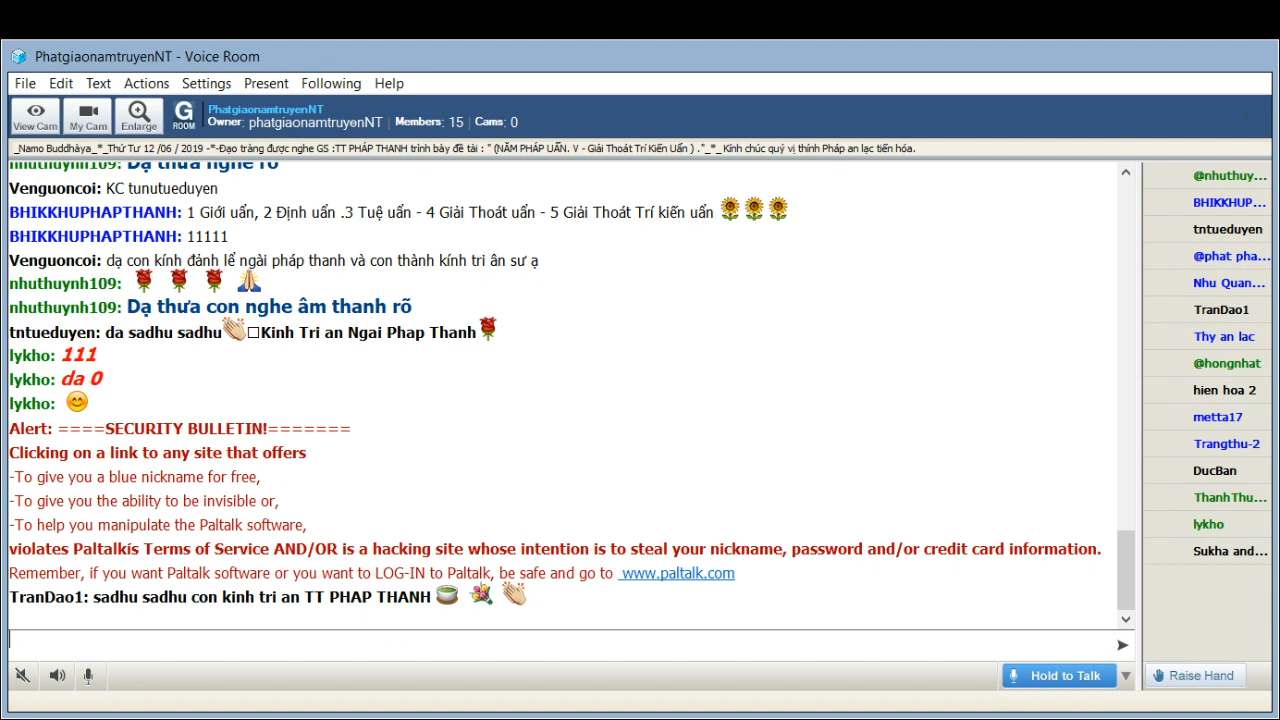 PhatgiaonamtruyenNT - Voice Room
File Edit Text Actions Settings Present Following Help
View Cam My Cam Enlarge G ROOM
PhatgiaonamtruyenNT
Owner: phatgiaonamtruyenNT | Members: 15 | Cams: 0
_Namo Buddhàya_*_Thứ Tư 12 /06 / 2019 -*-Đạo tràng được nghe GS :TT PHÁP THANH trình bày đề tài : " (NĂM PHÁP UẨN. V - Giải Thoát Trí Kiến Uẩn ) ."_*_ Kính chúc quý vị thính Pháp an lạc tiến hóa.
nhuthuynh109: Dạ thưa nghe rõ
Venguoncoi: KC tunutueduyen
BHIKKHUPHAPTHANH: 1 Giới uẩn, 2 Định uẩn .3 Tuệ uẩn - 4 Giải Thoát uẩn - 5 Giải Thoát Trí kiến uẩn
BHIKKHUPHAPTHANH: 11111
Venguoncoi: dạ con kính đảnh lể ngài pháp thanh và con thành kính tri ân sư ạ
nhuthuynh109:
nhuthuynh109: Dạ thưa con nghe âm thanh rõ
tntueduyen: da sadhu sadhu □Kinh Tri an Ngai Phap Thanh
lykho: 111
lykho: da 0
lykho:
Alert: ====SECURITY BULLETIN!=======
Clicking on a link to any site that offers
-To give you a blue nickname for free,
-To give you the ability to be invisible or,
-To help you manipulate the Paltalk software,
violates Paltalkís Terms of Service AND/OR is a hacking site whose intention is to steal your nickname, password and/or credit card information.
Remember, if you want Paltalk software or you want to LOG-IN to Paltalk, be safe and go to www.paltalk.com
TranDao1: sadhu sadhu con kinh tri an TT PHAP THANH
@nhuthuy...
BHIKKHUP...
tntueduyen
@phat pha...
Nhu Quan...
TranDao1
Thy an lac
@hongnhat
hien hoa 2
metta17
Trangthu-2
DucBan
ThanhThu...
lykho
Sukha and...
Hold to Talk
Raise Hand